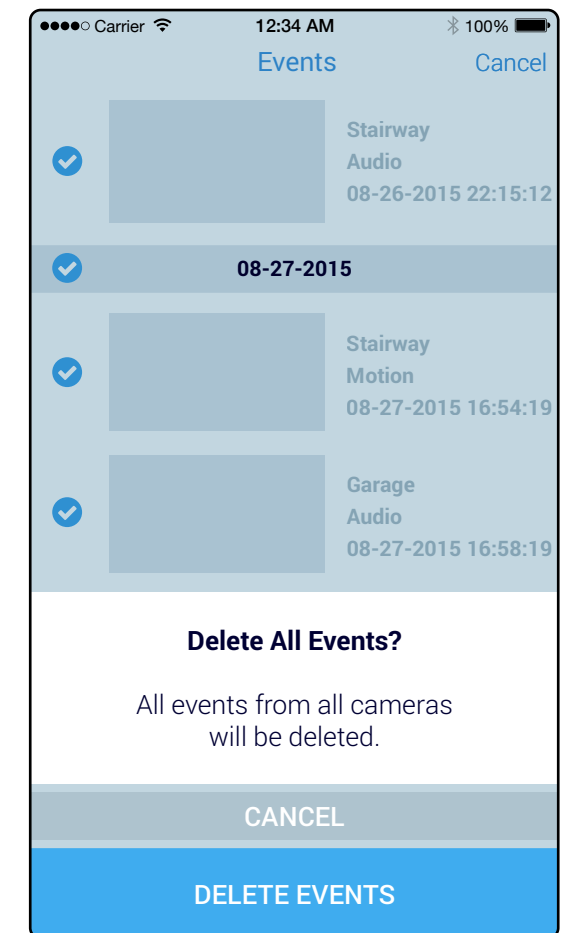 Carrier 12:34 AM 100%
Events Cancel
Stairway
Audio
08-26-2015 22:15:12
08-27-2015
Stairway
Motion
08-27-2015 16:54:19
Garage
Audio
08-27-2015 16:58:19
Delete All Events?
All events from all cameras
will be deleted.
CANCEL
DELETE EVENTS